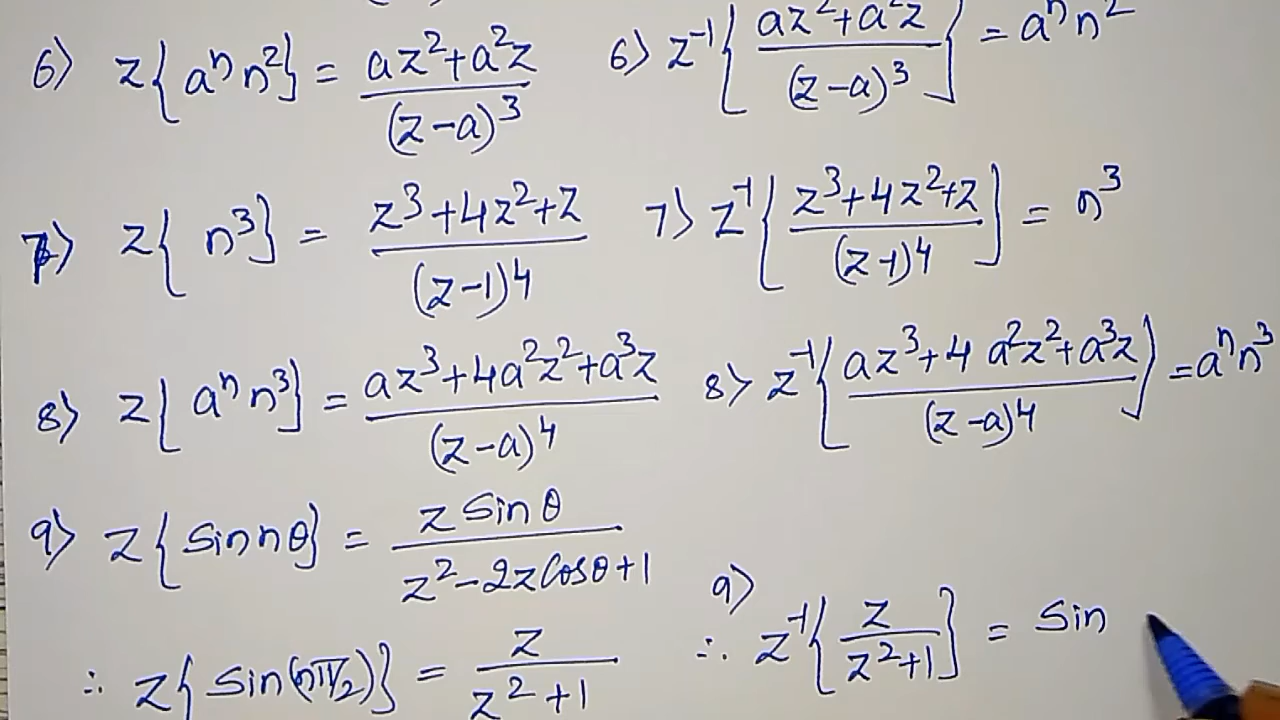 6) z{aⁿn²} = (az²+a²z)/(z-a)³
6) z⁻¹{(az²+a²z)/(z-a)³} = aⁿn²
7) z{n³} = (z³+4z²+z)/(z-1)⁴
7) z⁻¹{(z³+4z²+z)/(z-1)⁴} = n³
8) z{aⁿn³} = (az³+4a²z²+a³z)/(z-a)⁴
8) z⁻¹{(az³+4a²z²+a³z)/(z-a)⁴} = aⁿn³
9) z{Sin nθ} = (z Sin θ)/(z²-2z Cosθ+1)
∴ z{Sin(nπ/2)} = z/(z²+1)
9)
∴ z⁻¹{z/(z²+1)} = Sin